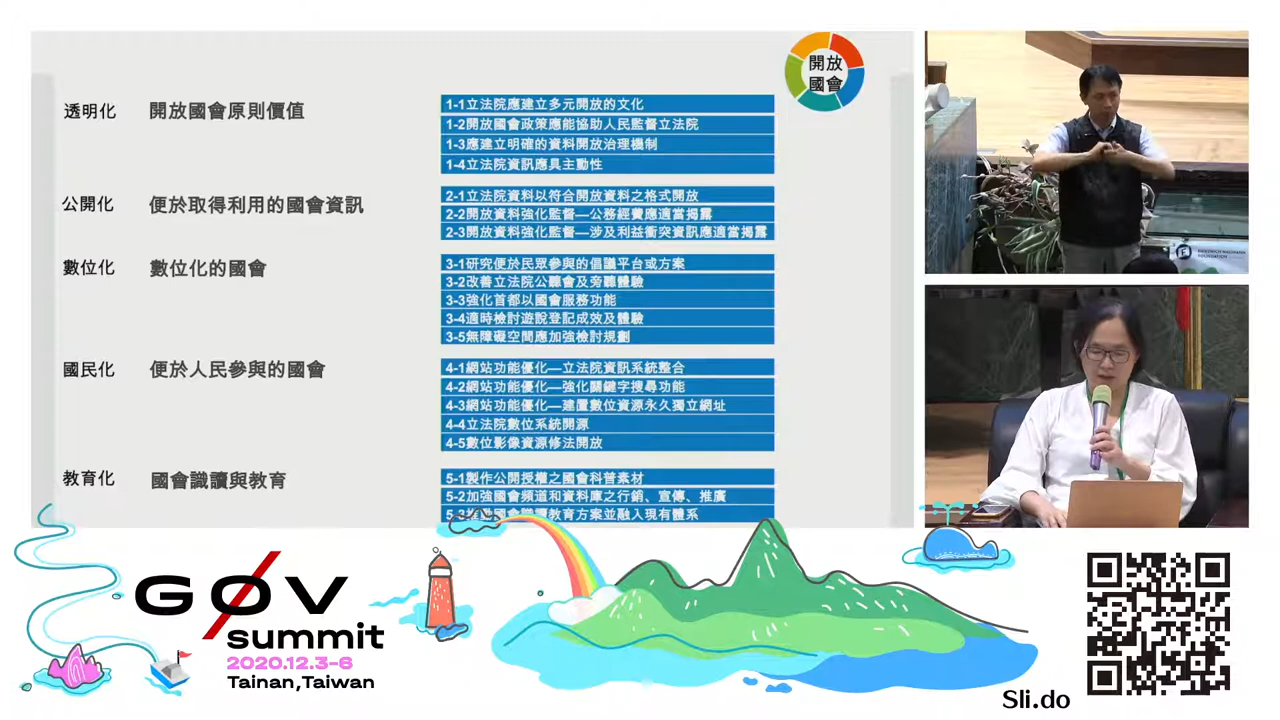 開放
國會
透明化
開放國會原則價值
1-1立法院應建立多元開放的文化
1-2開放國會政策應能協助人民監督立法院
1-3應建立明確的資料開放治理機制
1-4立法院資訊應具主動性
公開化
便於取得利用的國會資訊
2-1立法院資料以符合開放資料之格式開放
2-2開放資料強化監督—公務經費應適當揭露
2-3開放資料強化監督—涉及利益衝突資訊應適當揭露
數位化
數位化的國會
3-1研究便於民眾參與的倡議平台或方案
3-2改善立法院公聽會及旁聽體驗
3-3強化首都以國會服務功能
3-4適時檢討遊說登記成效及體驗
3-5無障礙空間應加強檢討規劃
國民化
便於人民參與的國會
4-1網站功能優化—立法院資訊系統整合
4-2網站功能優化—強化關鍵字搜尋功能
4-3網站功能優化—建置數位資源永久獨立網址
4-4立法院數位系統開源
4-5數位影像資源修法開放
教育化
國會識讀與教育
5-1製作公開授權之國會科普素材
5-2加強國會頻道和資料庫之行銷、宣傳、推廣
教育方案並融入現有體系
FRIEDRICH NAUMANN
FOUNDATION
GØV
summit
2020.12.3-6
Tainan,Taiwan
Sli.do